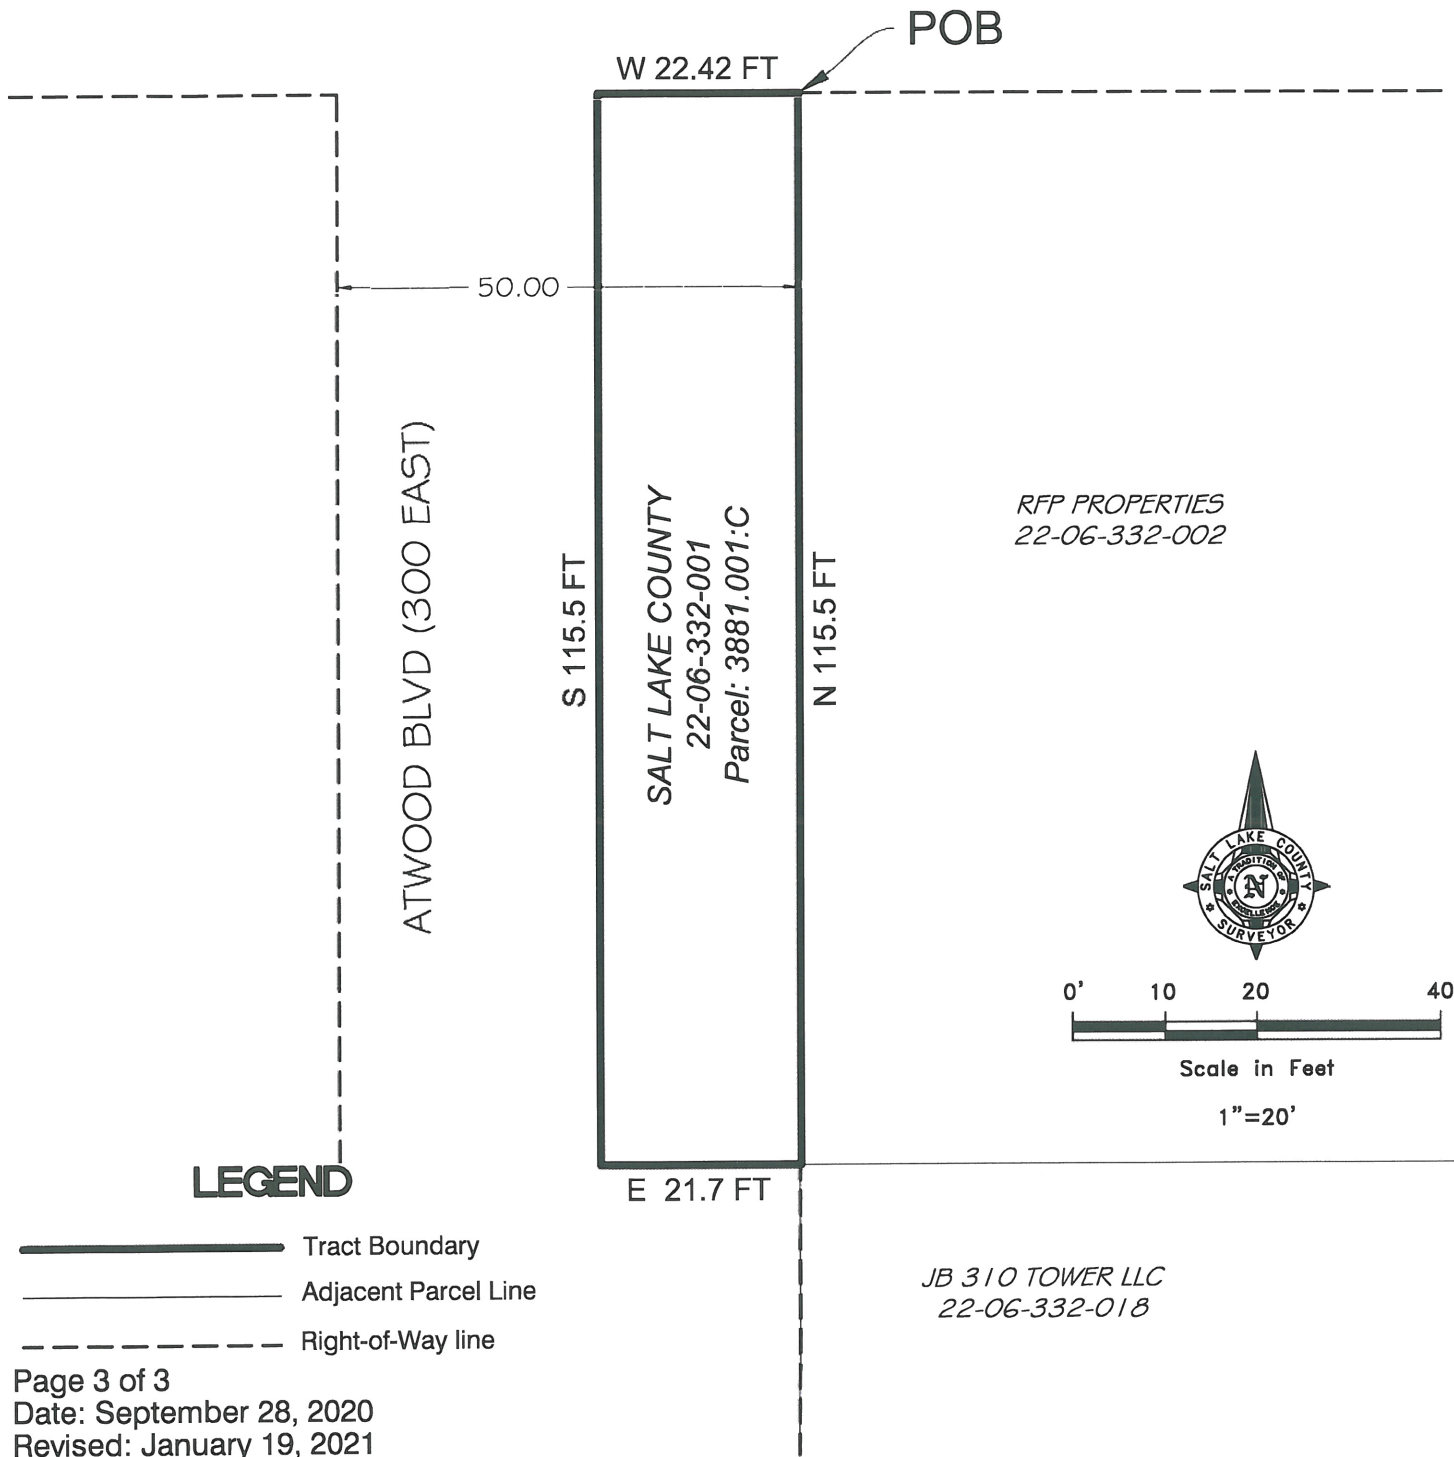 POB
W 22.42 FT
50.00
ATWOOD BLVD (300 EAST)
S 115.5 FT
SALT LAKE COUNTY
22-06-332-001
Parcel: 3881.001:C
N 115.5 FT
RFP PROPERTIES
22-06-332-002
SALT LAKE COUNTY
A TRADITION OF
N
EXCELLENCE
SURVEYOR
0' 10 20 40
Scale in Feet
1"=20'
E 21.7 FT
LEGEND
Tract Boundary
Adjacent Parcel Line
Right-of-Way line
JB 310 TOWER LLC
22-06-332-018
Page 3 of 3
Date: September 28, 2020
Revised: January 19, 2021